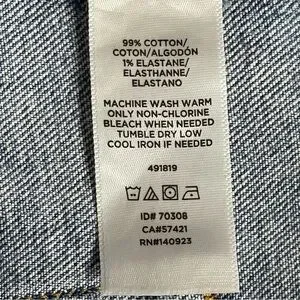 99% COTTON/
COTON/ALGODÓN
1% ELASTANE/
ELASTHANNE/
ELASTANO
MACHINE WASH WARM
ONLY NON-CHLORINE
BLEACH WHEN NEEDED
TUMBLE DRY LOW
COOL IRON IF NEEDED
491819
ID# 70308
CA#57421
RN#140923